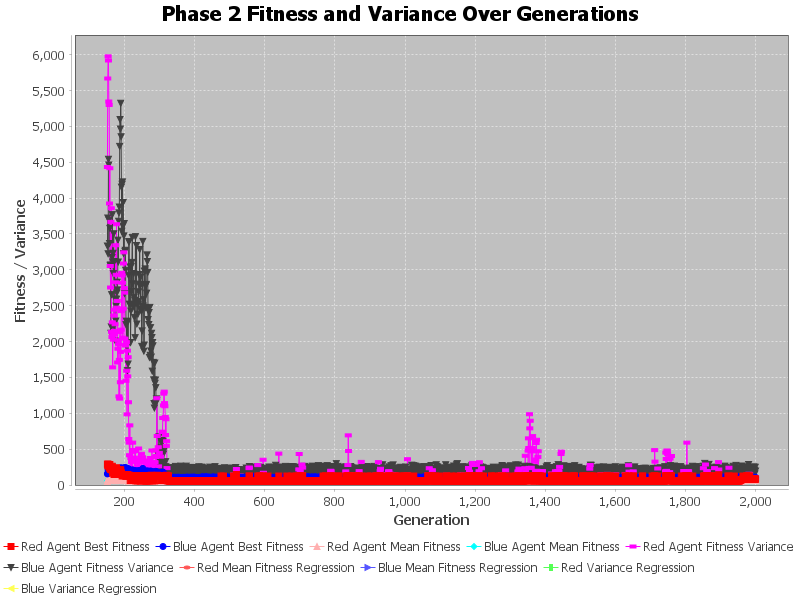 Phase 2 Fitness and Variance Over Generations
6,000
5,500
5,000
4,500
4,000
3,500
3,000
2,500
2,000
1,500
1,000
500
0
Fitness / Variance
200 400 600 800 1,000 1,200 1,400 1,600 1,800 2,000
Generation
Red Agent Best Fitness Blue Agent Best Fitness Red Agent Mean Fitness Blue Agent Mean Fitness Red Agent Fitness Variance
Blue Agent Fitness Variance Red Mean Fitness Regression Blue Mean Fitness Regression Red Variance Regression
Blue Variance Regression